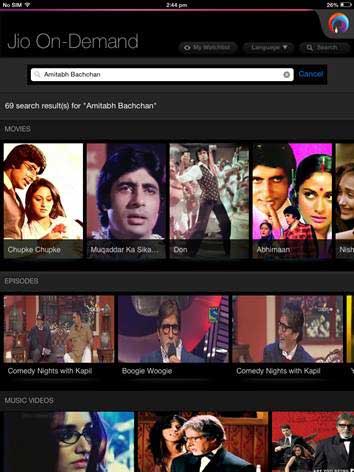 No SIM
2:44 pm
26%
Jio On-Demand
My Watchlist
Language ▼
Search
Amitabh Bachchan
Cancel
69 search result(s) for "Amitabh Bachchan"
MOVIES
Chupke Chupke
Muqaddar Ka Sika...
Don
Abhimaan
Nish
EPISODES
Comedy Nights with Kapil
Boogie Woogie
Comedy Nights with Kapil
MUSIC VIDEOS